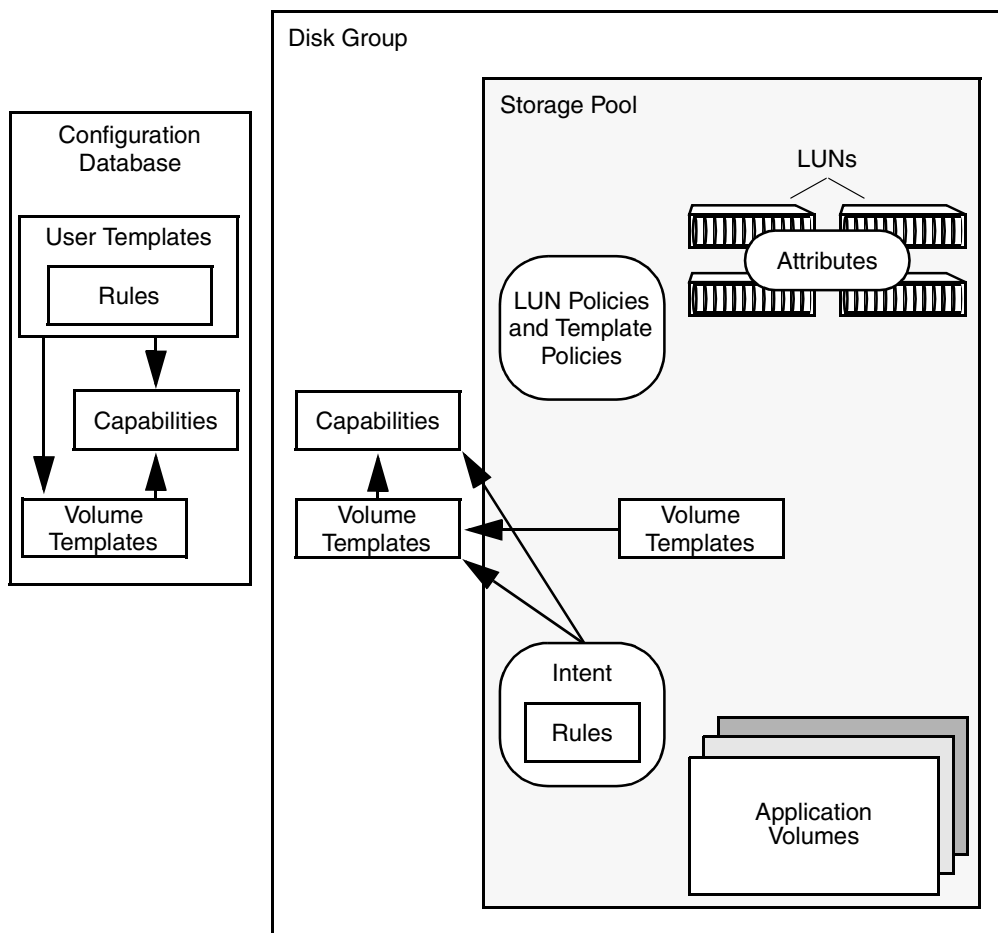 Disk Group
Storage Pool
Configuration
Database
User Templates
Rules
Capabilities
Volume
Templates
LUNs
Attributes
LUN Policies
and Template
Policies
Capabilities
Volume
Templates
Volume
Templates
Intent
Rules
Application
Volumes